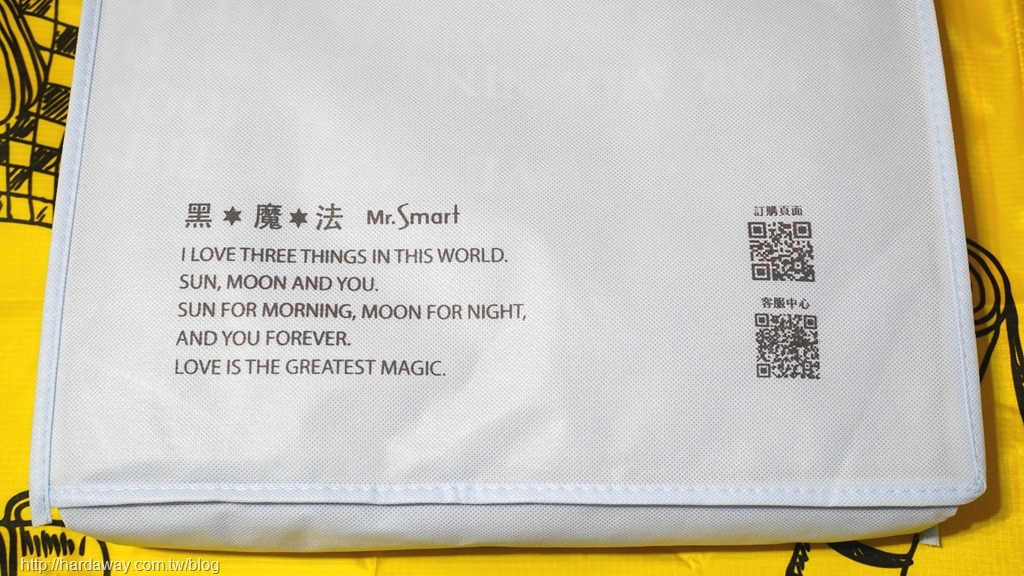 黑★魔★法 Mr.Smart
I LOVE THREE THINGS IN THIS WORLD.
SUN, MOON AND YOU.
SUN FOR MORNING, MOON FOR NIGHT,
AND YOU FOREVER.
LOVE IS THE GREATEST MAGIC.
訂購頁面
客服中心
http://hardaway.com.tw/blog